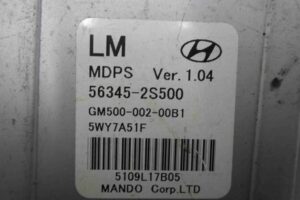 LM
MDPS Ver. 1.04
56345-2S500
GM500-002-00B1
5WY7A51F
5109L17B05
MANDO Corp.LTD